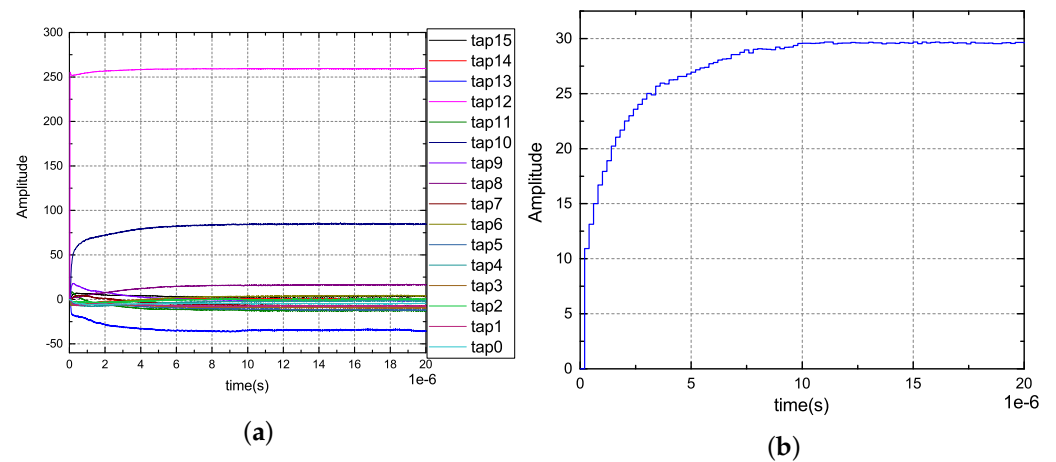 Amplitude
300
250
200
150
100
50
0
-50
0 2 4 6 8 10 12 14 16 18 20
1e-6
time(s)
tap15
tap14
tap13
tap12
tap11
tap10
tap9
tap8
tap7
tap6
tap5
tap4
tap3
tap2
tap1
tap0
(a)
Amplitude
30
25
20
15
10
5
0
0 5 10 15 20
time(s)
1e-6
(b)